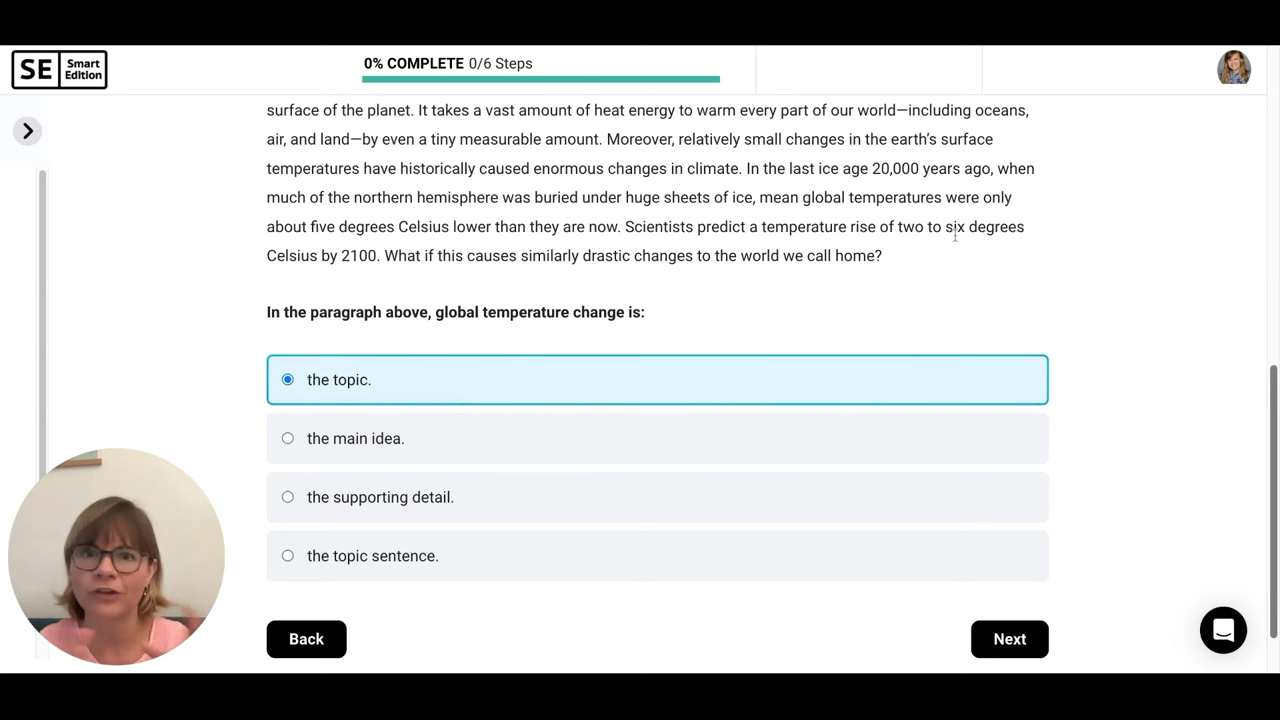 SE Smart Edition
0% COMPLETE 0/6 Steps
surface of the planet. It takes a vast amount of heat energy to warm every part of our world—including oceans,
air, and land—by even a tiny measurable amount. Moreover, relatively small changes in the earth’s surface
temperatures have historically caused enormous changes in climate. In the last ice age 20,000 years ago, when
much of the northern hemisphere was buried under huge sheets of ice, mean global temperatures were only
about five degrees Celsius lower than they are now. Scientists predict a temperature rise of two to six degrees
Celsius by 2100. What if this causes similarly drastic changes to the world we call home?
In the paragraph above, global temperature change is:
the topic.
the main idea.
the supporting detail.
the topic sentence.
Back
Next